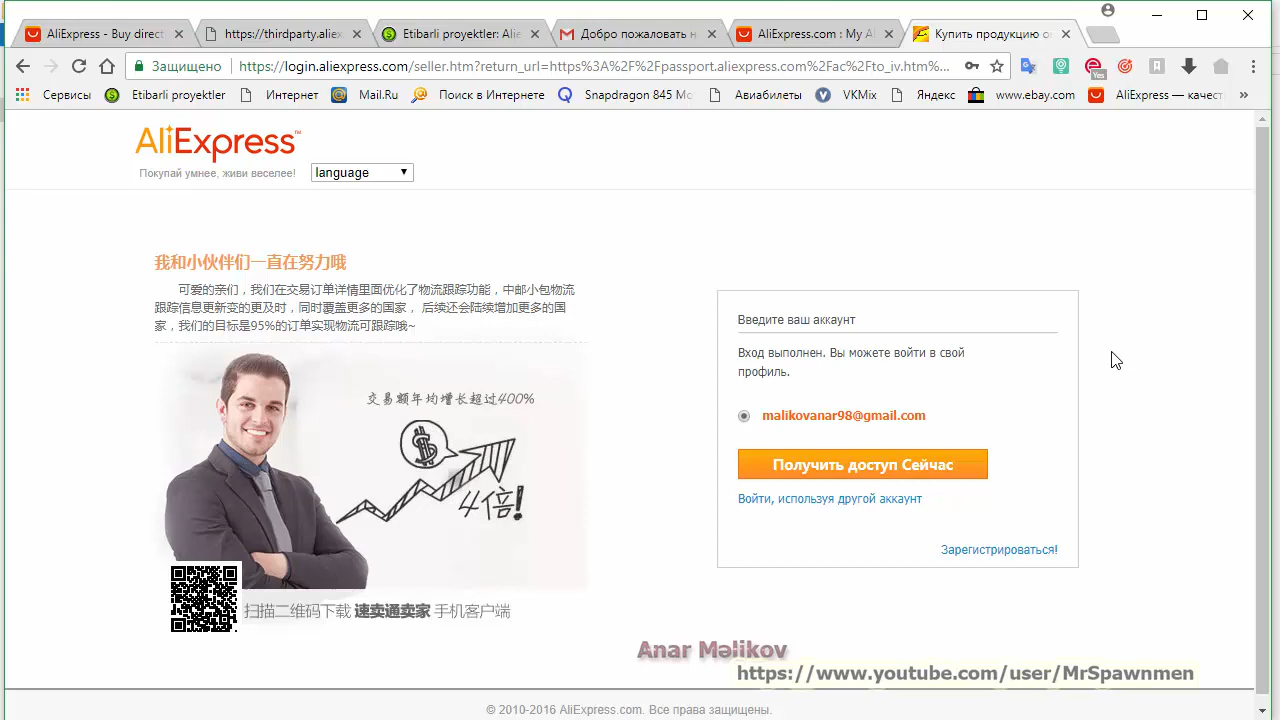 AliExpress - Buy direct
https://thirdparty.aliex
Etibarli proyektler: Alie
Добро пожаловать н
AliExpress.com : My Al
Купить продукцию о
Защищено
https://login.aliexpress.com/seller.htm?return_url=https%3A%2F%2Fpassport.aliexpress.com%2Fac%2Fto_iv.htm%...
Yes
Сервисы
Etibarli proyektler
Интернет
Mail.Ru
Поиск в Интернете
Snapdragon 845 Mo
Авиабилеты
VKMix
Яндекс
www.ebay.com
AliExpress — качест
»
AliExpress™
Покупай умнее, живи веселее!
language
我和小伙伴们一直在努力哦
可爱的亲们，我们在交易订单详情里面优化了物流跟踪功能，中邮小包物流
跟踪信息更新变的更及时，同时覆盖更多的国家， 后续还会陆续增加更多的国
家，我们的目标是95%的订单实现物流可跟踪哦~
交易额年均增长超过400%
$
4倍!
扫描二维码下载 速卖通卖家 手机客户端
Введите ваш аккаунт
Вход выполнен. Вы можете войти в свой
профиль.
malikovanar98@gmail.com
Получить доступ Сейчас
Войти, используя другой аккаунт
Зарегистрироваться!
Anar Məlikov
https://www.youtube.com/user/MrSpawnmen
© 2010-2016 AliExpress.com. Все права защищены.